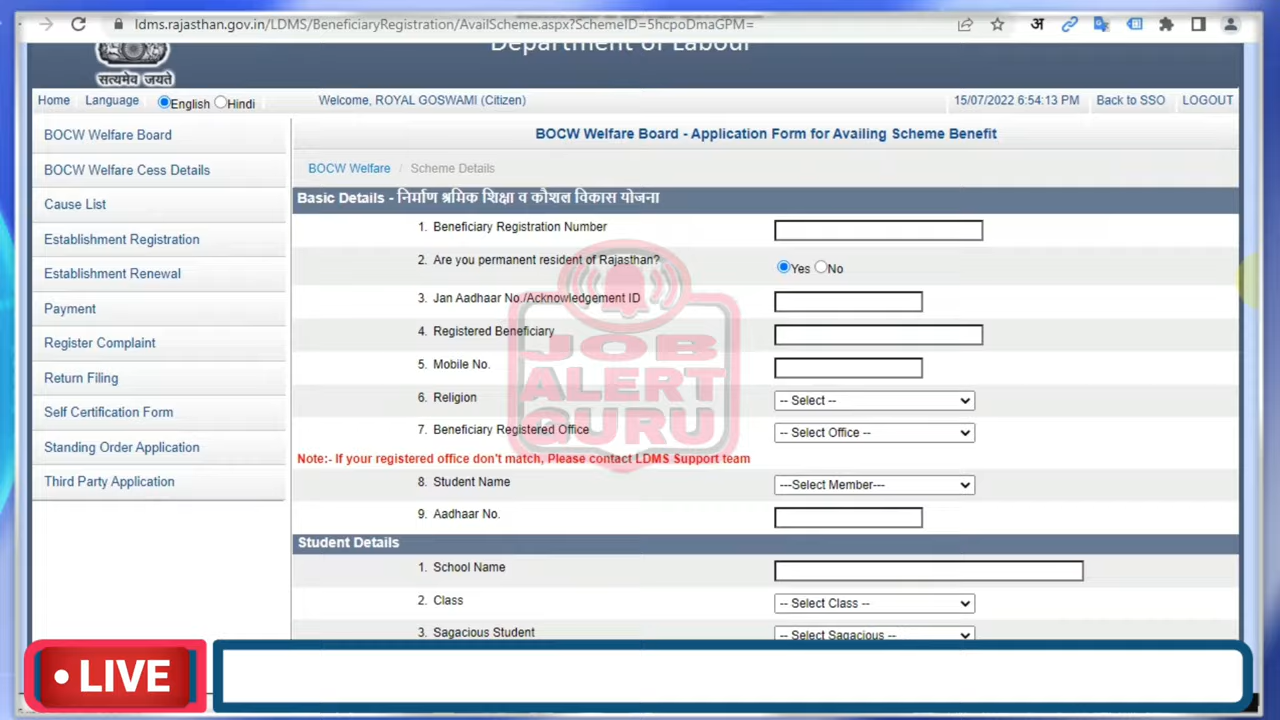 ldms.rajasthan.gov.in/LDMS/BeneficiaryRegistration/AvailScheme.aspx?SchemeID=5hcpoDmaGPM=
अ
Department of Labour
सत्यमेव जयते
Home Language English Hindi Welcome, ROYAL GOSWAMI (Citizen) 15/07/2022 6:54:13 PM Back to SSO LOGOUT
BOCW Welfare Board
BOCW Welfare Cess Details
Cause List
Establishment Registration
Establishment Renewal
Payment
Register Complaint
Return Filing
Self Certification Form
Standing Order Application
Third Party Application
BOCW Welfare Board - Application Form for Availing Scheme Benefit
BOCW Welfare / Scheme Details
Basic Details - निर्माण श्रमिक शिक्षा व कौशल विकास योजना
1. Beneficiary Registration Number
2. Are you permanent resident of Rajasthan? Yes No
3. Jan Aadhaar No./Acknowledgement ID
4. Registered Beneficiary
5. Mobile No.
6. Religion -- Select --
7. Beneficiary Registered Office -- Select Office --
Note:- If your registered office don't match, Please contact LDMS Support team
8. Student Name ---Select Member---
9. Aadhaar No.
Student Details
1. School Name
2. Class -- Select Class --
3. Sagacious Student -- Select Sagacious --
JOB
ALERT
GURU
• LIVE